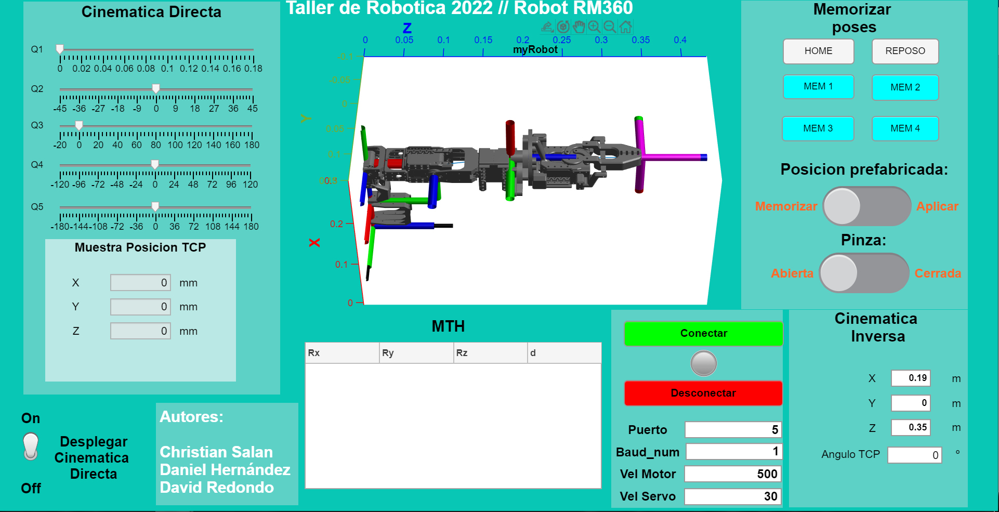 Cinematica Directa
Q1
0 0.02 0.04 0.06 0.08 0.1 0.12 0.14 0.16 0.18
Q2
-45 -36 -27 -18 -9 0 9 18 27 36 45
Q3
-20 0 20 40 60 80 100 120 140 160 180
Q4
-120 -96 -72 -48 -24 0 24 48 72 96 120
Q5
-180 -144 -108 -72 -36 0 36 72 108 144 180
Muestra Posicion TCP
X 0 mm
Y 0 mm
Z 0 mm
On
Desplegar
Cinematica
Directa
Off
Autores:
Christian Salan
Daniel Hernández
David Redondo
Taller de Robotica 2022 // Robot RM360
Z
0 0.05 0.1 0.15 0.2 0.25 0.3 0.35 0.4
myRobot
-0.1
-0.05
0
0.05
0.1
Y
0.3
0.2
0.1
0
X
MTH
Rx Ry Rz d
Conectar
Desconectar
Puerto 5
Baud_num 1
Vel Motor 500
Vel Servo 30
Memorizar
poses
HOME REPOSO
MEM 1 MEM 2
MEM 3 MEM 4
Posicion prefabricada:
Memorizar Aplicar
Pinza:
Abierta Cerrada
Cinematica
Inversa
X 0.19 m
Y 0 m
Z 0.35 m
Angulo TCP 0 °